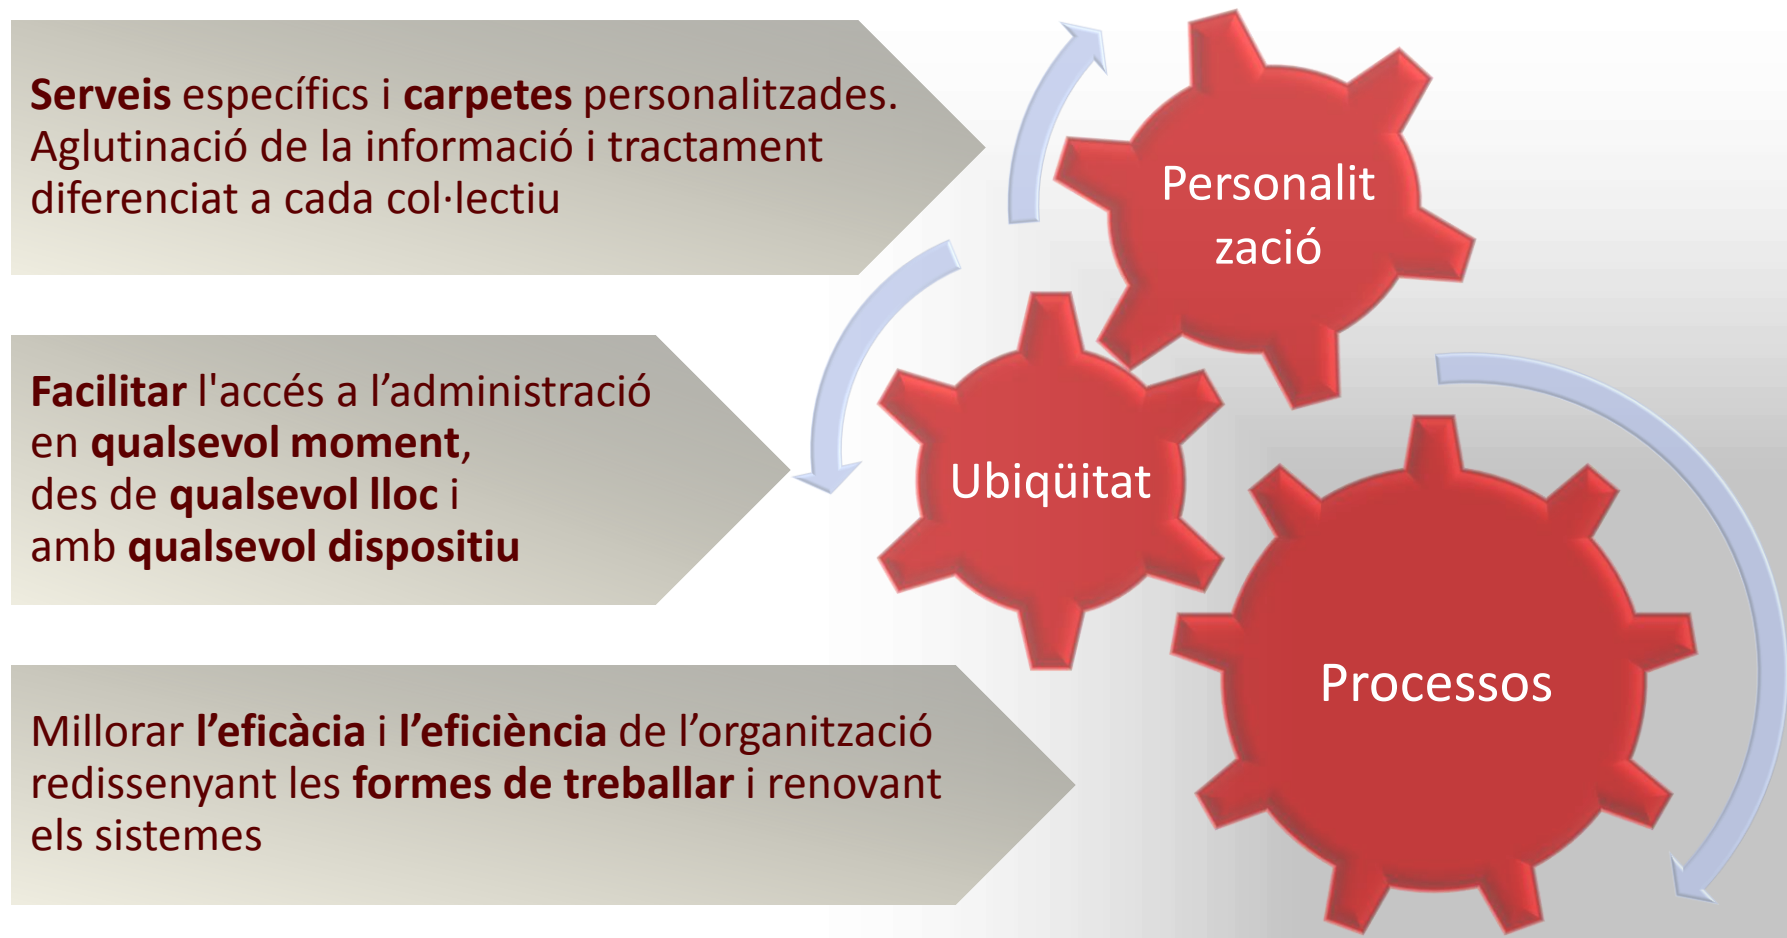 Serveis específics i carpetes personalitzades.
Aglutinació de la informació i tractament
diferenciat a cada col·lectiu
Personalit
zació
Facilitar l'accés a l’administració
en qualsevol moment,
des de qualsevol lloc i
amb qualsevol dispositiu
Ubiqüitat
Millorar l’eficàcia i l’eficiència de l’organització
redissenyant les formes de treballar i renovant
els sistemes
Processos